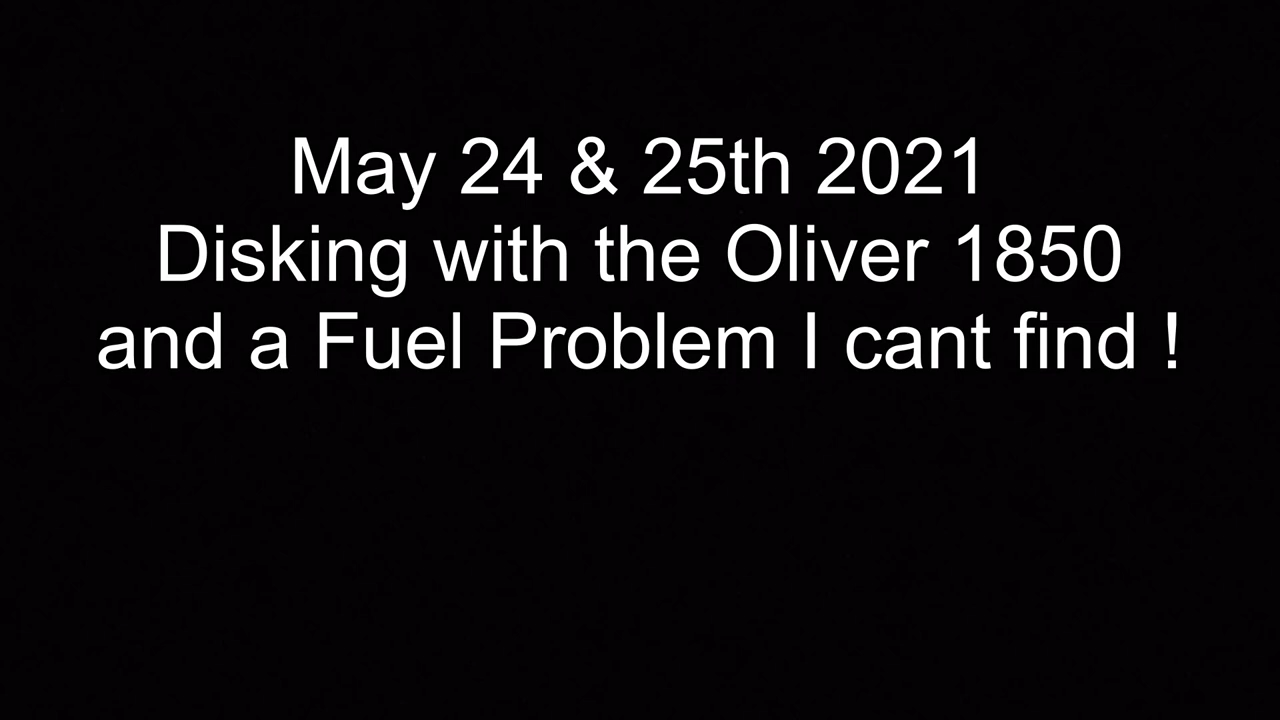 May 24 & 25th 2021
Disking with the Oliver 1850
and a Fuel Problem I cant find !